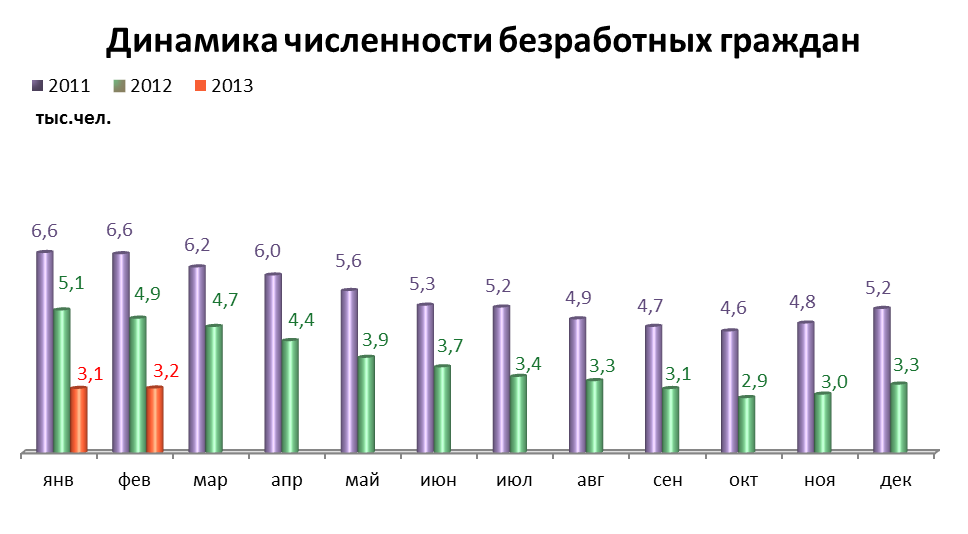 Динамика численности безработных граждан
2011 2012 2013
тыс.чел.
6,6 6,6 6,2 6,0 5,6 5,3 5,2 4,9 4,7 4,6 4,8 5,2
5,1 4,9 4,7 4,4 3,9 3,7 3,4 3,3 3,1 2,9 3,0 3,3
3,1 3,2
янв фев мар апр май июн июл авг сен окт ноя дек